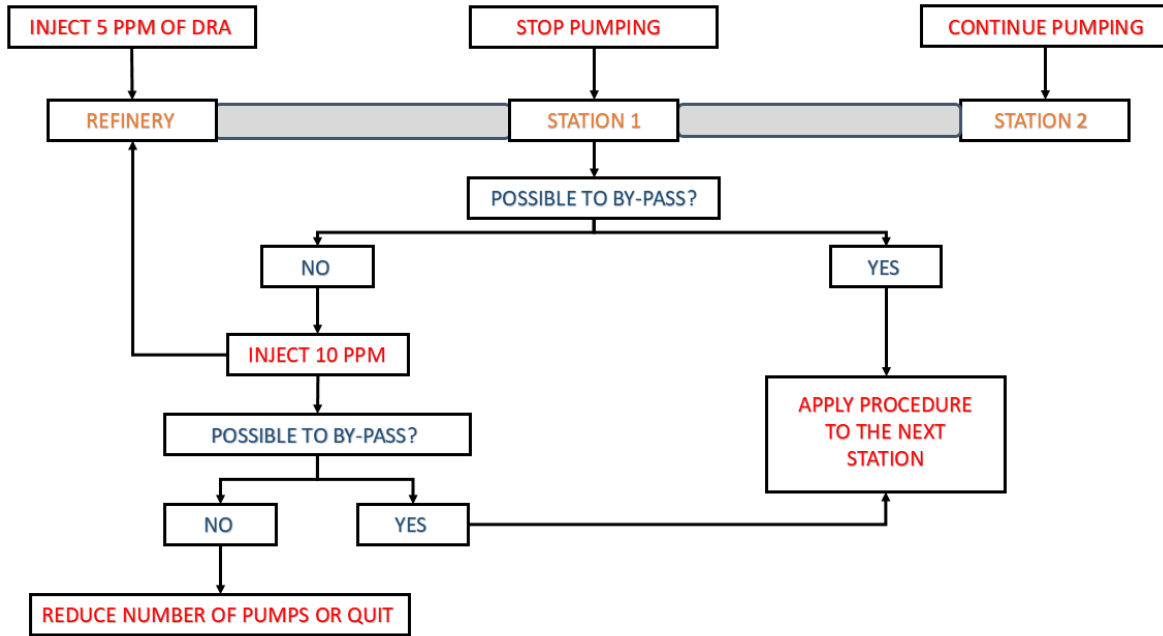 INJECT 5 PPM OF DRA
STOP PUMPING
CONTINUE PUMPING
REFINERY
STATION 1
STATION 2
POSSIBLE TO BY-PASS?
NO
YES
INJECT 10 PPM
APPLY PROCEDURE
TO THE NEXT
STATION
POSSIBLE TO BY-PASS?
NO
YES
REDUCE NUMBER OF PUMPS OR QUIT